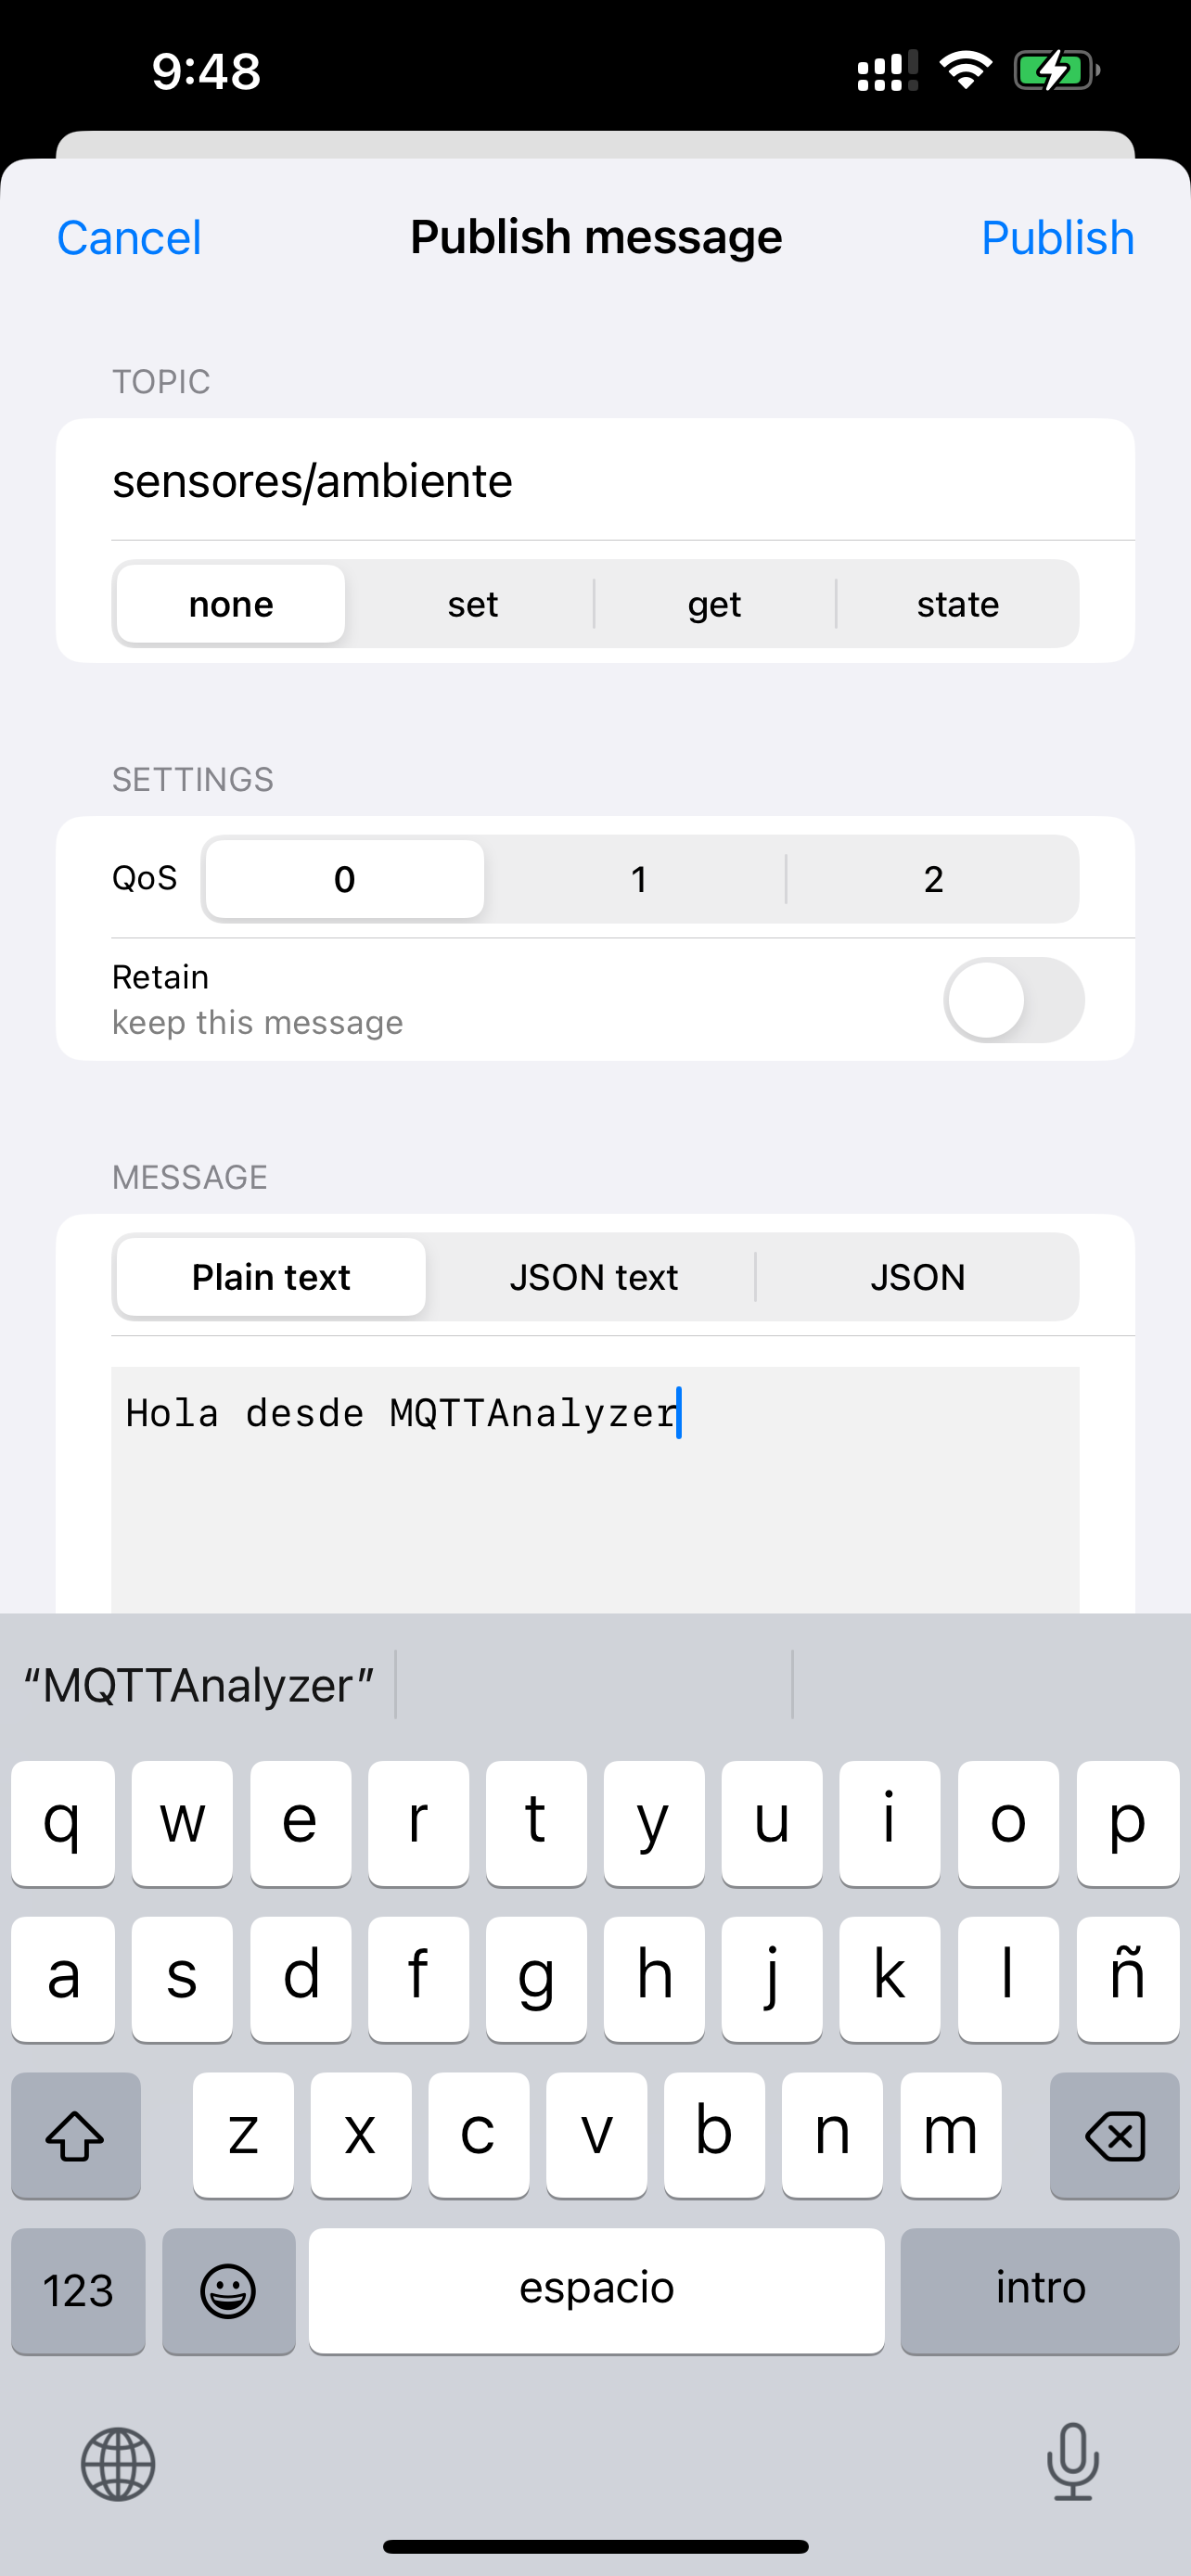 9:48
Cancel Publish message Publish
TOPIC
sensores/ambiente
none set get state
SETTINGS
QoS 0 1 2
Retain
keep this message
MESSAGE
Plain text JSON text JSON
Hola desde MQTTAnalyzer
“MQTTAnalyzer”
q w e r t y u i o p
a s d f g h j k l ñ
z x c v b n m
123 espacio intro